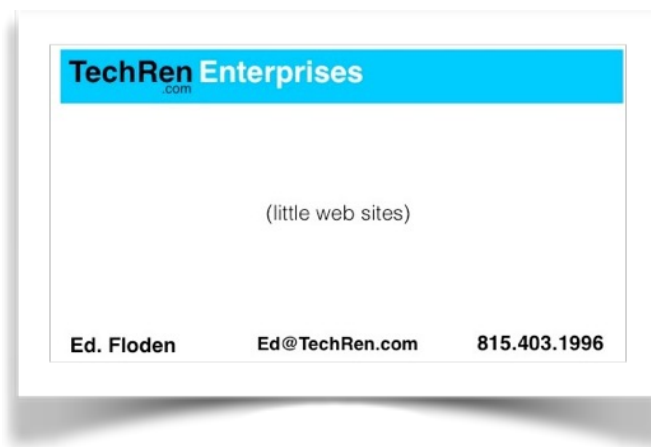 TechRen Enterprises
.com
(little web sites)
Ed. Floden Ed@TechRen.com 815.403.1996